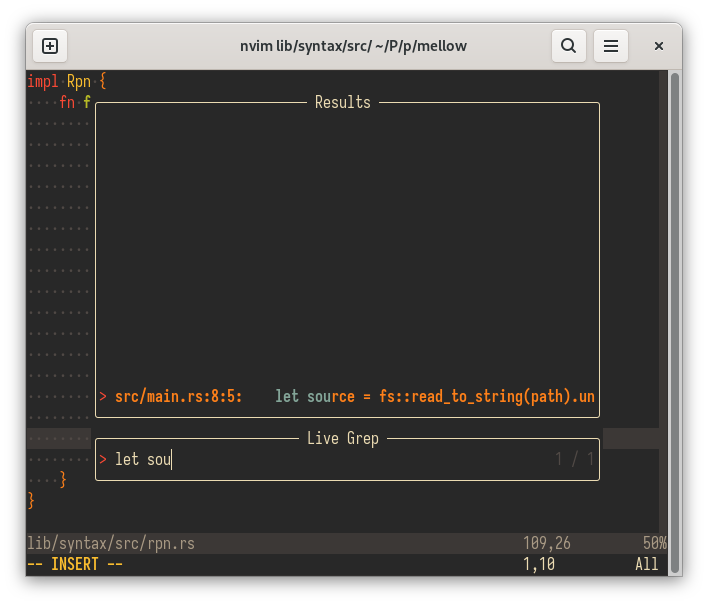 nvim lib/syntax/src/ ~/P/p/mellow
impl Rpn {
fn f
Results
> src/main.rs:8:5:    let source = fs::read_to_string(path).un
Live Grep
> let sou 1 / 1
}
}
lib/syntax/src/rpn.rs 109,26 50%
-- INSERT -- 1,10 All